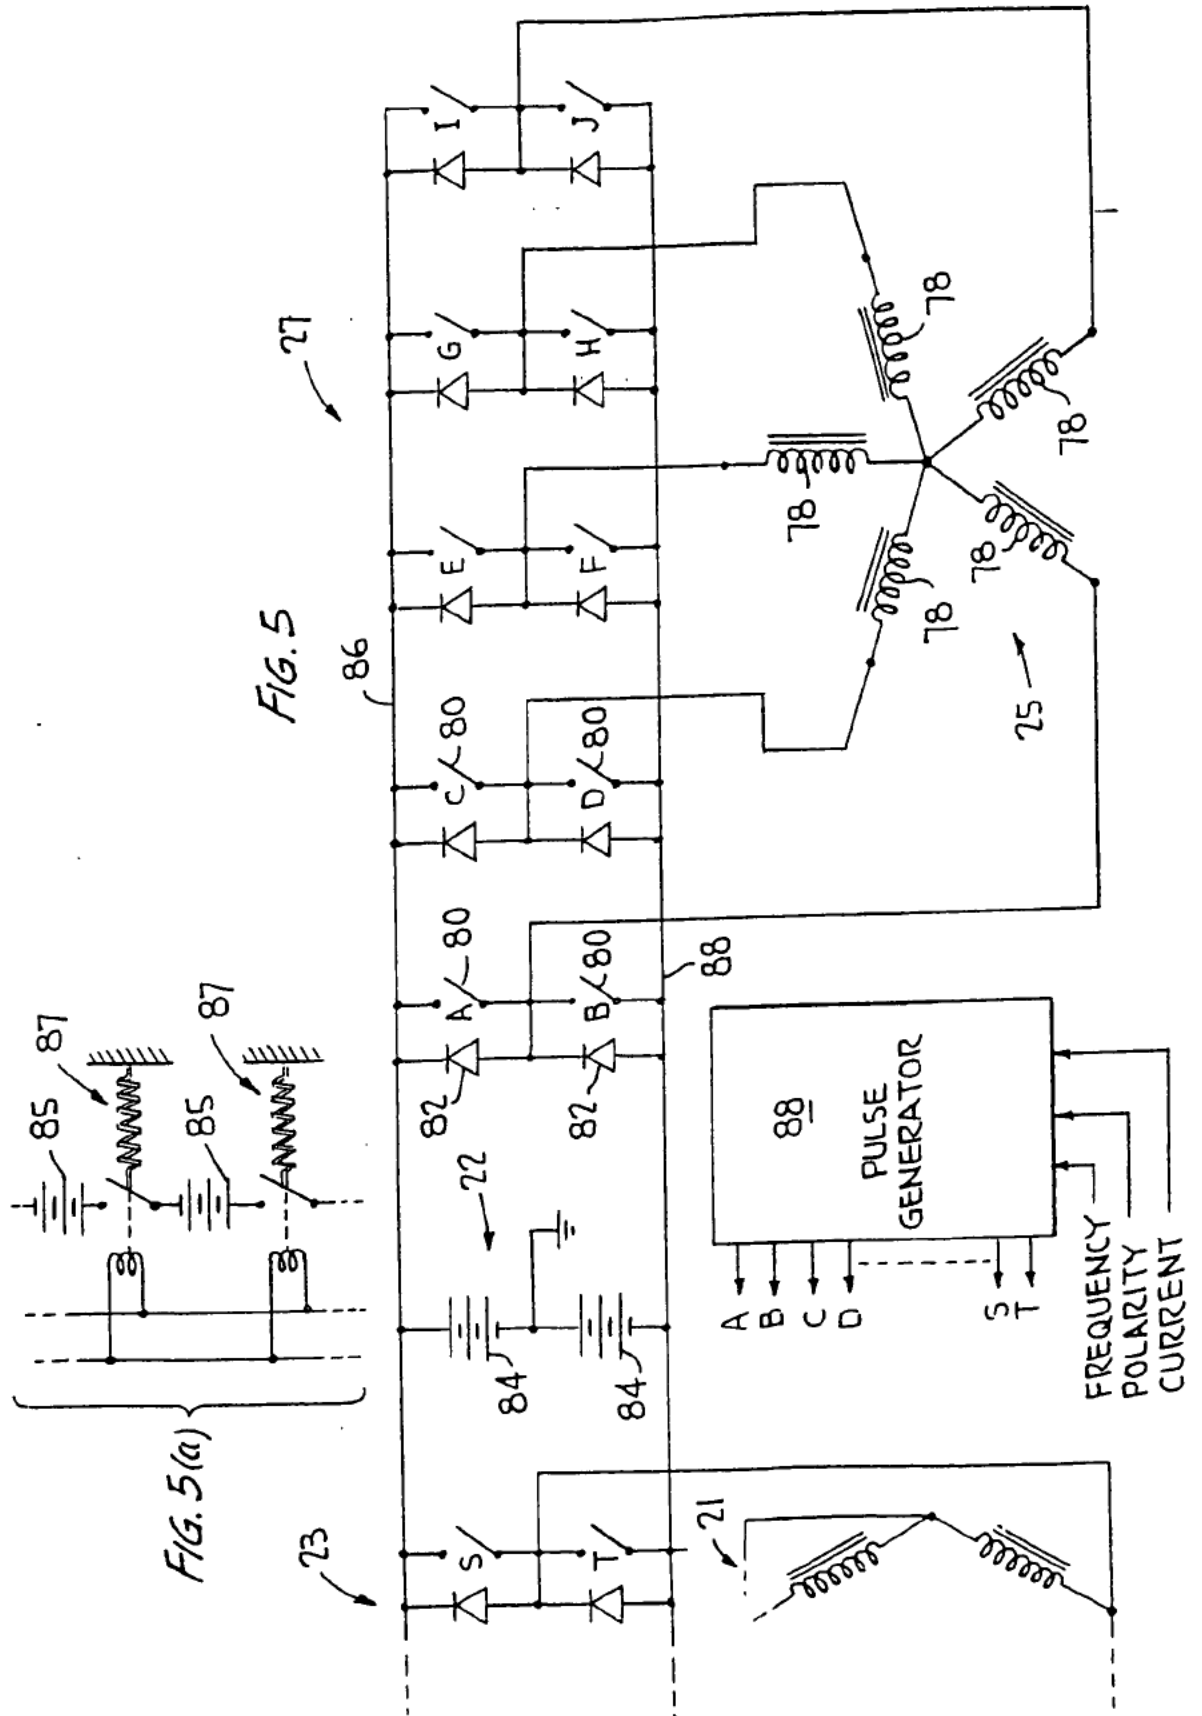 FIG. 5
27
86
I
J
G
H
E
F
C
80
D
80
A
80
B
80
82
82
88
78
78
78
78
78
25
87
87
85
85
22
84
84
88
PULSE
GENERATOR
A
B
C
D
S
T
FREQUENCY
POLARITY
CURRENT
FIG. 5(a)
23
S
T
21